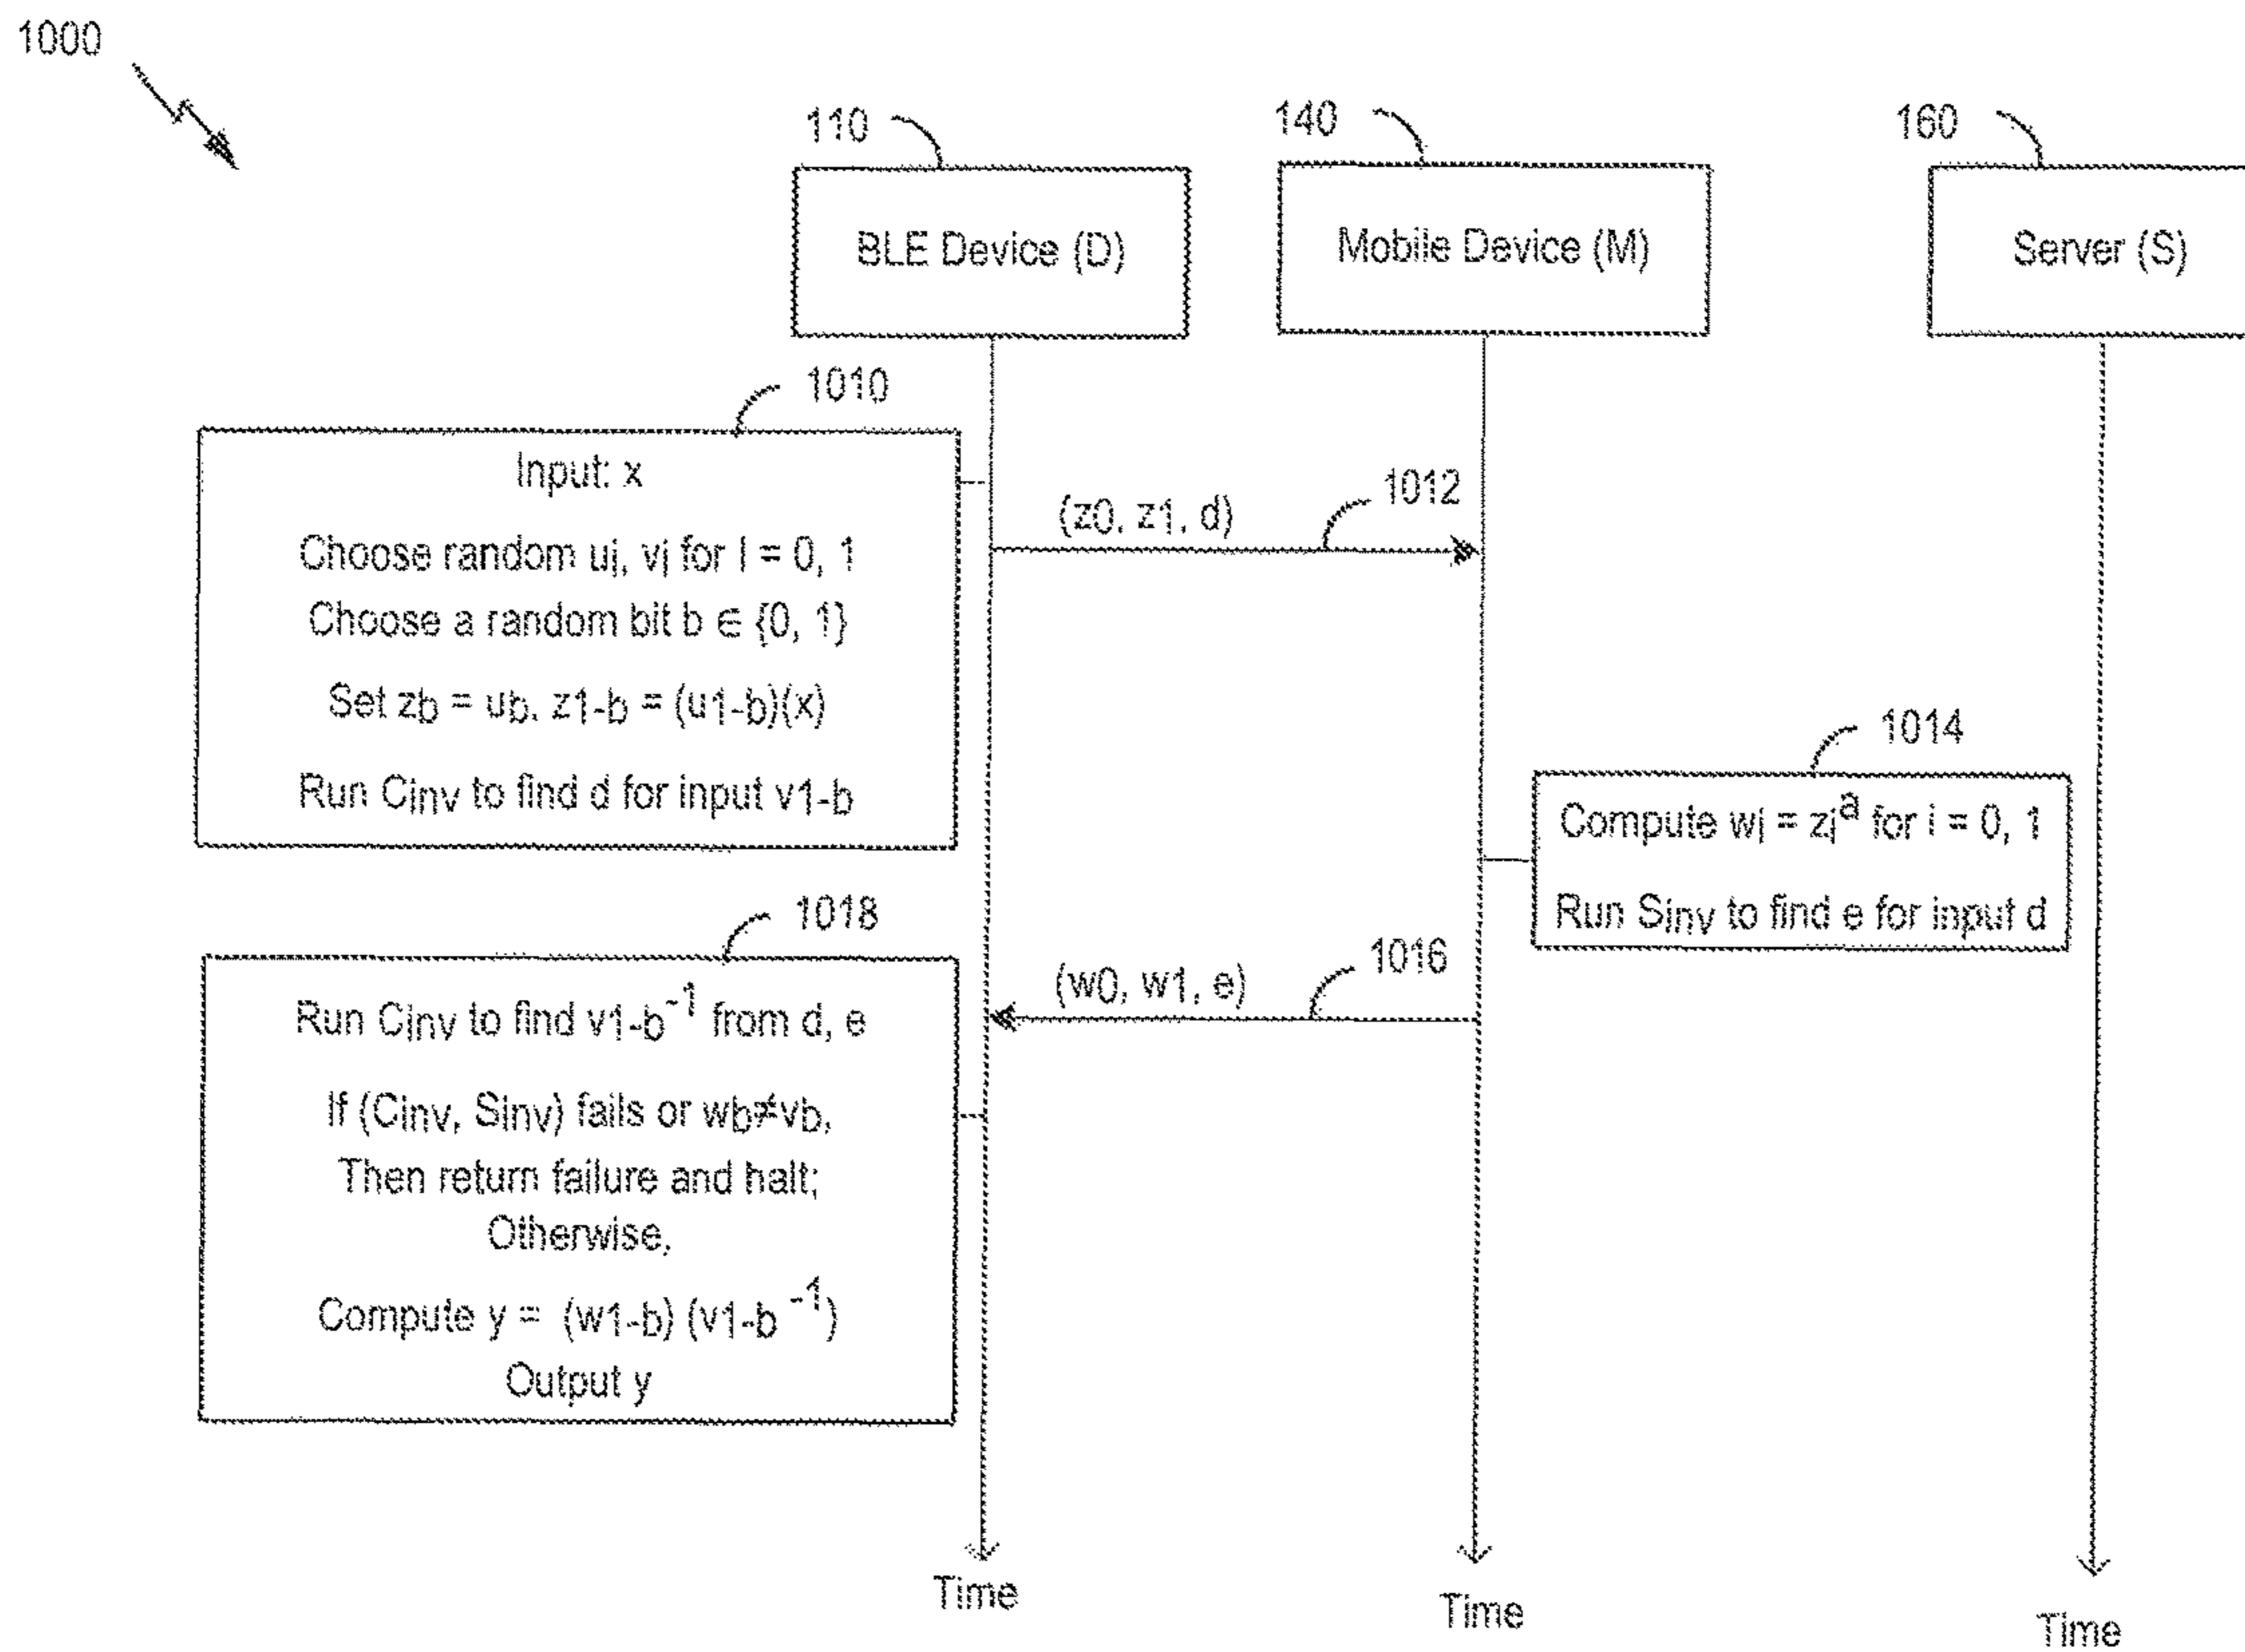 1000
110
140
160
BLE Device (D)
Mobile Device (M)
Server (S)
1010
Input: x
Choose random ui, vi for I = 0, 1
Choose a random bit b ∈ {0, 1}
Set zb = ub, z1-b = (u1-b)(x)
Run Cinv to find d for input v1-b
1012
(z0, z1, d)
1014
Compute wi = zi^a for i = 0, 1
Run Sinv to find e for input d
1016
(w0, w1, e)
1018
Run Cinv to find v1-b^-1 from d, e
If (Cinv, Sinv) fails or wb≠vb,
Then return failure and halt;
Otherwise,
Compute y = (w1-b) (v1-b^-1)
Output y
Time
Time
Time